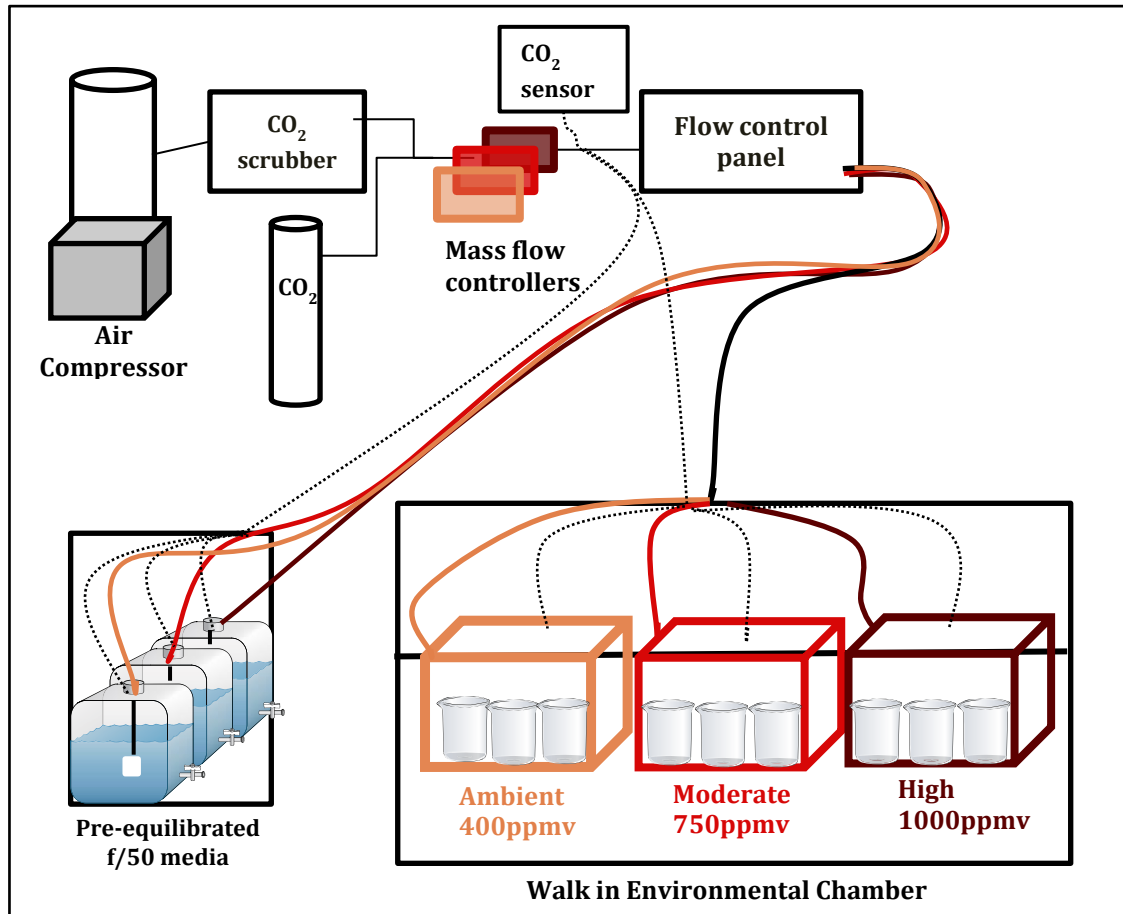 CO2
sensor
CO2
scrubber
Flow control
panel
Mass flow
controllers
CO2
Air
Compressor
Ambient
400ppmv
Moderate
750ppmv
High
1000ppmv
Pre-equilibrated
f/50 media
Walk in Environmental Chamber